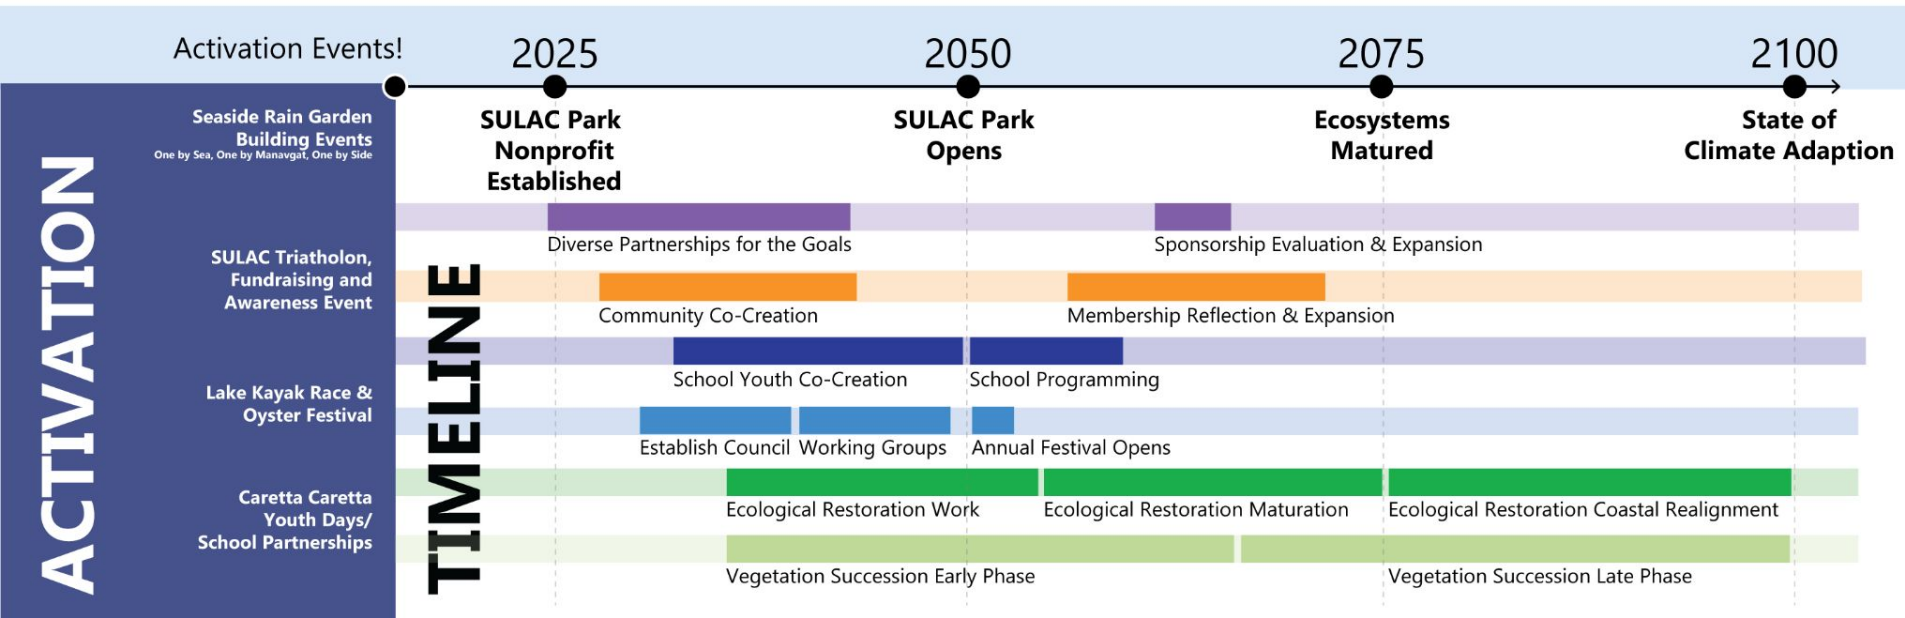 Activation Events!
2025
2050
2075
2100
ACTIVATION
Seaside Rain Garden
Building Events
One by Sea, One by Manavgat, One by Side
SULAC Triatholon,
Fundraising and
Awareness Event
Lake Kayak Race &
Oyster Festival
Caretta Caretta
Youth Days/
School Partnerships
TIMELINE
SULAC Park
Nonprofit
Established
SULAC Park
Opens
Ecosystems
Matured
State of
Climate Adaption
Diverse Partnerships for the Goals
Sponsorship Evaluation & Expansion
Community Co-Creation
Membership Reflection & Expansion
School Youth Co-Creation
School Programming
Establish Council
Working Groups
Annual Festival Opens
Ecological Restoration Work
Ecological Restoration Maturation
Ecological Restoration Coastal Realignment
Vegetation Succession Early Phase
Vegetation Succession Late Phase